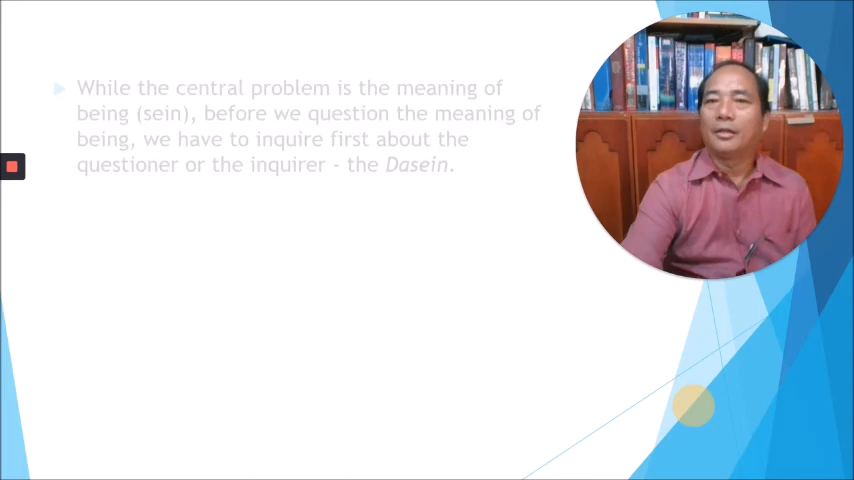 While the central problem is the meaning of
being (sein), before we question the meaning of
being, we have to inquire first about the
questioner or the inquirer - the Dasein.